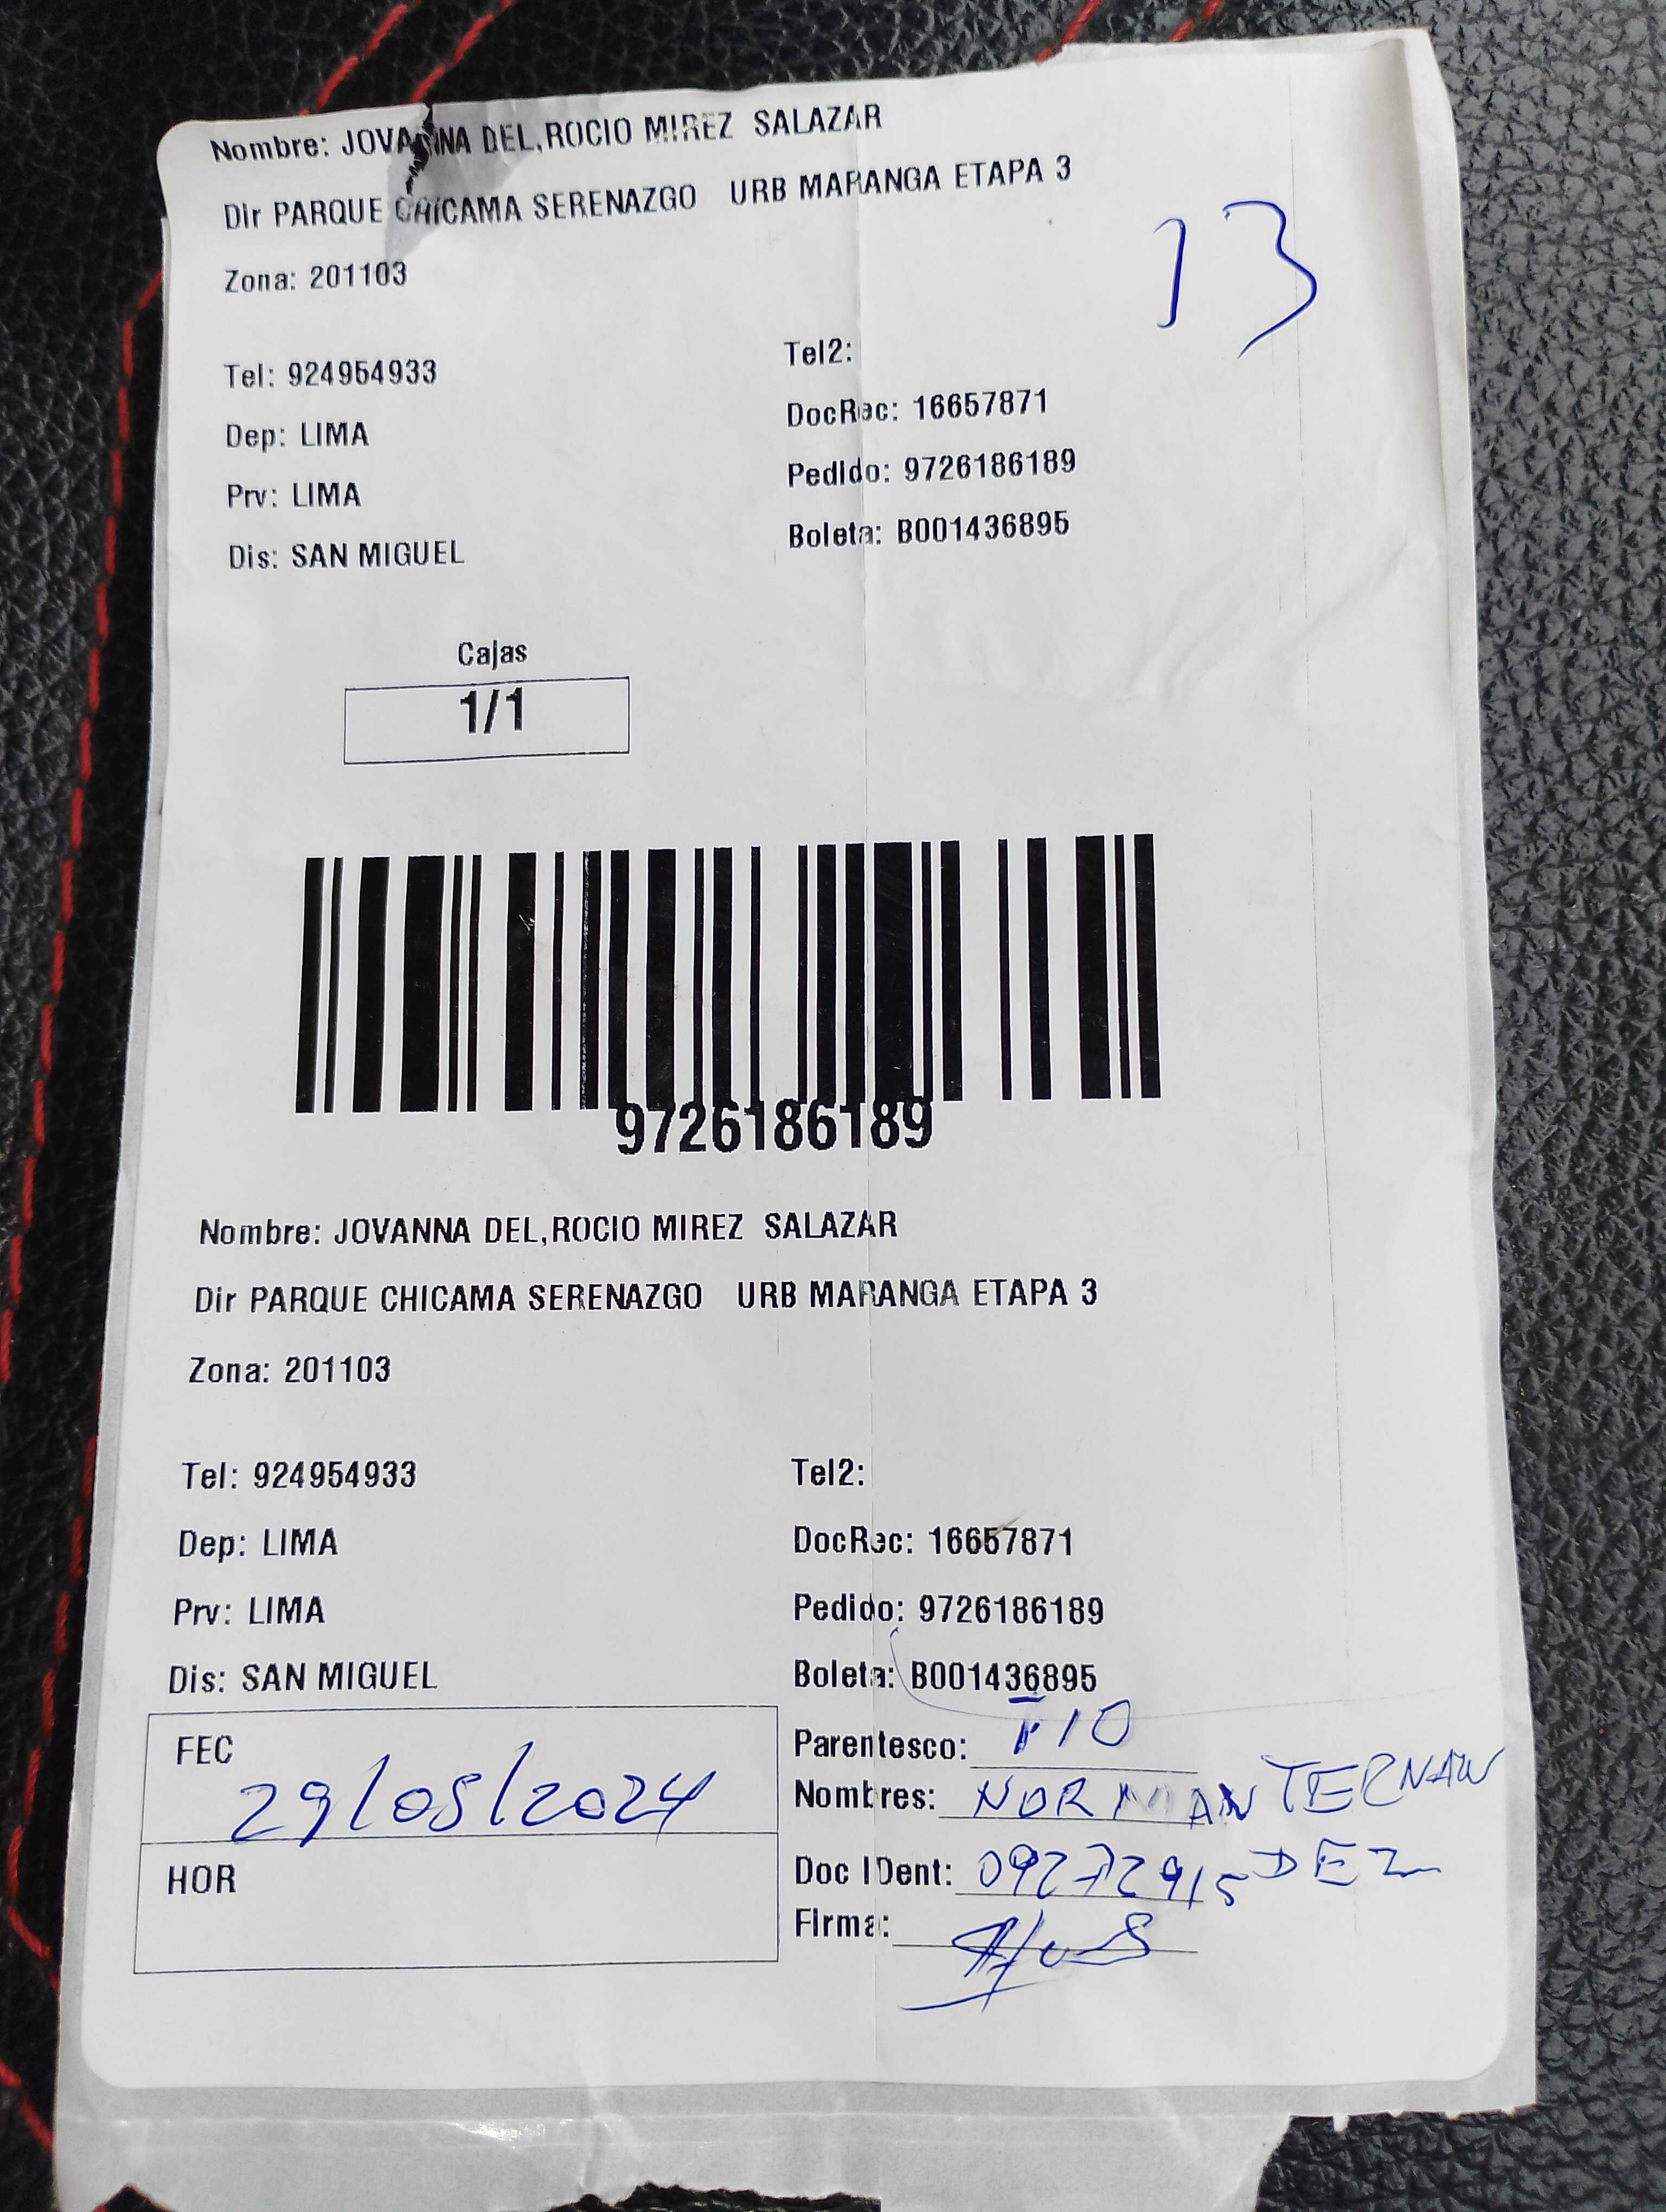 Nombre: JOVANNA DEL,ROCIO MIREZ SALAZAR
Dir PARQUE CHICAMA SERENAZGO URB MARANGA ETAPA 3
13
Zona: 201103
Tel: 924954933
Tel2:
Dep: LIMA
DocRec: 16657871
Prv: LIMA
Pedido: 9726186189
Dis: SAN MIGUEL
Boleta: B001436895
Cajas
1/1
9726186189
Nombre: JOVANNA DEL,ROCIO MIREZ SALAZAR
Dir PARQUE CHICAMA SERENAZGO URB MARANGA ETAPA 3
Zona: 201103
Tel: 924954933
Tel2:
Dep: LIMA
DocRec: 16657871
Prv: LIMA
Pedido: 9726186189
Dis: SAN MIGUEL
Boleta: B001436895
FEC
29/05/2024
HOR
Parentesco: TIO
Nombres: NORMAN
Doc IDent: 09272915 DEZ
Firma: